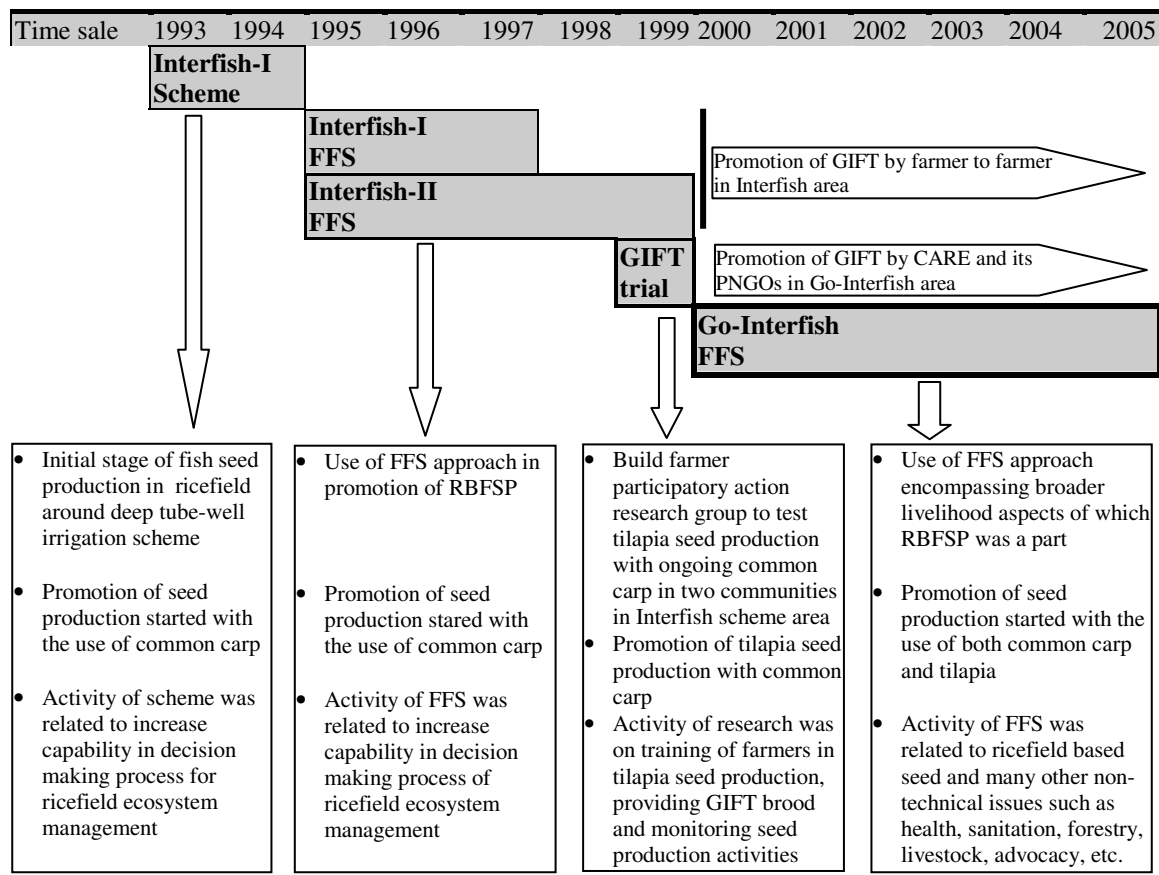 Time sale 1993 1994 1995 1996 1997 1998 1999 2000 2001 2002 2003 2004 2005
Interfish-I
Scheme
Interfish-I
FFS
Interfish-II
FFS
Promotion of GIFT by farmer to farmer
in Interfish area
GIFT
trial
Promotion of GIFT by CARE and its
PNGOs in Go-Interfish area
Go-Interfish
FFS
• Initial stage of fish seed
production in ricefield
around deep tube-well
irrigation scheme
• Promotion of seed
production started with
the use of common carp
• Activity of scheme was
related to increase
capability in decision
making process for
ricefield ecosystem
management
• Use of FFS approach in
promotion of RBFSP
• Promotion of seed
production stared with
the use of common carp
• Activity of FFS was
related to increase
capability in decision
making process of
ricefield ecosystem
management
• Build farmer
participatory action
research group to test
tilapia seed production
with ongoing common
carp in two communities
in Interfish scheme area
• Promotion of tilapia seed
production with common
carp
• Activity of research was
on training of farmers in
tilapia seed production,
providing GIFT brood
and monitoring seed
production activities
• Use of FFS approach
encompassing broader
livelihood aspects of which
RBFSP was a part
• Promotion of seed
production started with the
use of both common carp
and tilapia
• Activity of FFS was
related to ricefield based
seed and many other non-
technical issues such as
health, sanitation, forestry,
livestock, advocacy, etc.